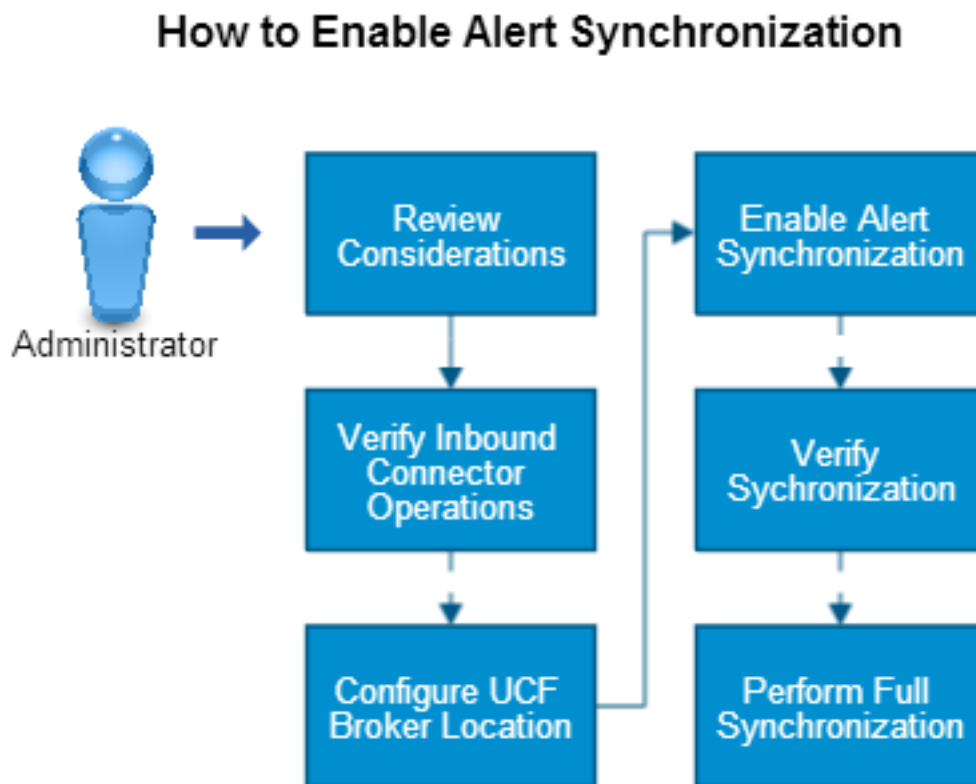 How to Enable Alert Synchronization
Administrator
Review
Considerations
Verify Inbound
Connector
Operations
Configure UCF
Broker Location
Enable Alert
Synchronization
Verify
Sychronization
Perform Full
Synchronization